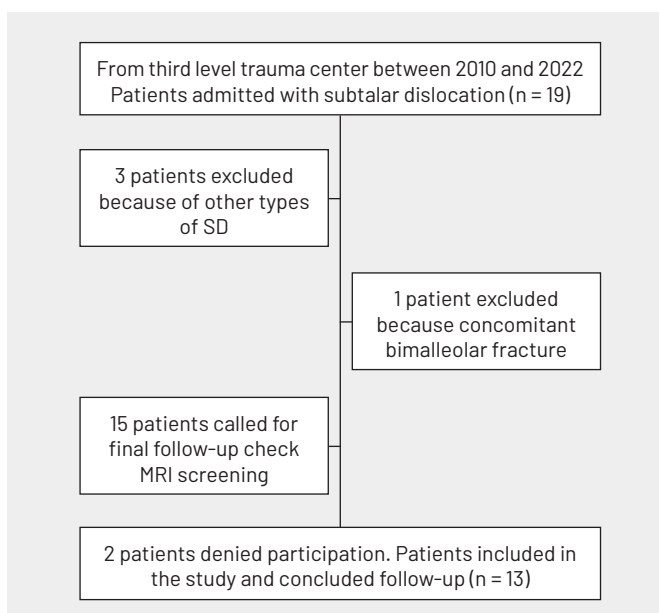 From third level trauma center between 2010 and 2022
Patients admitted with subtalar dislocation (n = 19)
3 patients excluded
because of other types
of SD
1 patient excluded
because concomitant
bimalleolar fracture
15 patients called for
final follow-up check
MRI screening
2 patients denied participation. Patients included in
the study and concluded follow-up (n = 13)